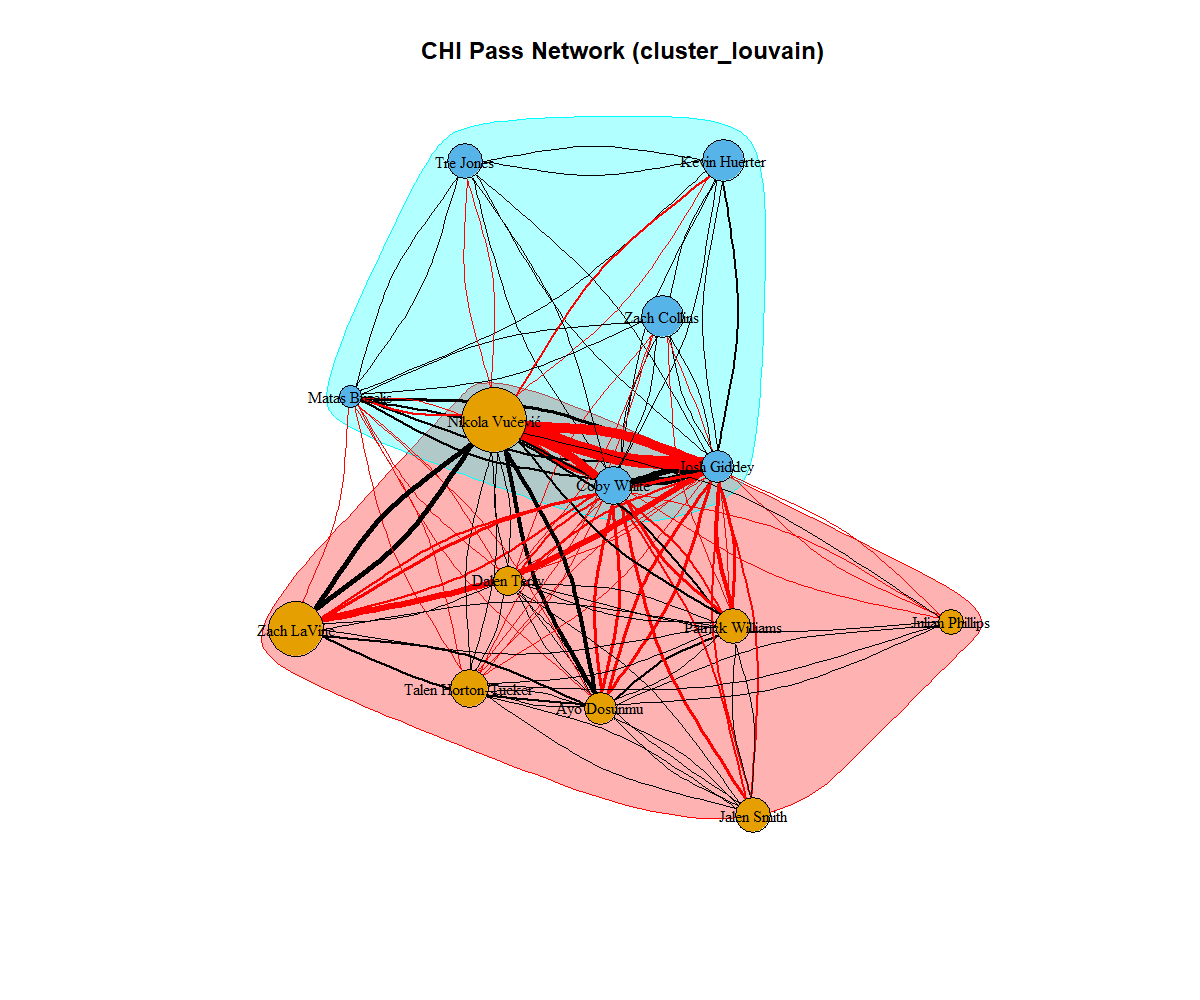 CHI Pass Network (cluster_louvain)
Tre Jones
Kevin Huerter
Zach Collins
Matas Buzelis
Nikola Vučević
Josh Giddey
Coby White
Dalen Terry
Zach LaVine
Patrick Williams
Julian Phillips
Talen Horton-Tucker
Ayo Dosunmu
Jalen Smith